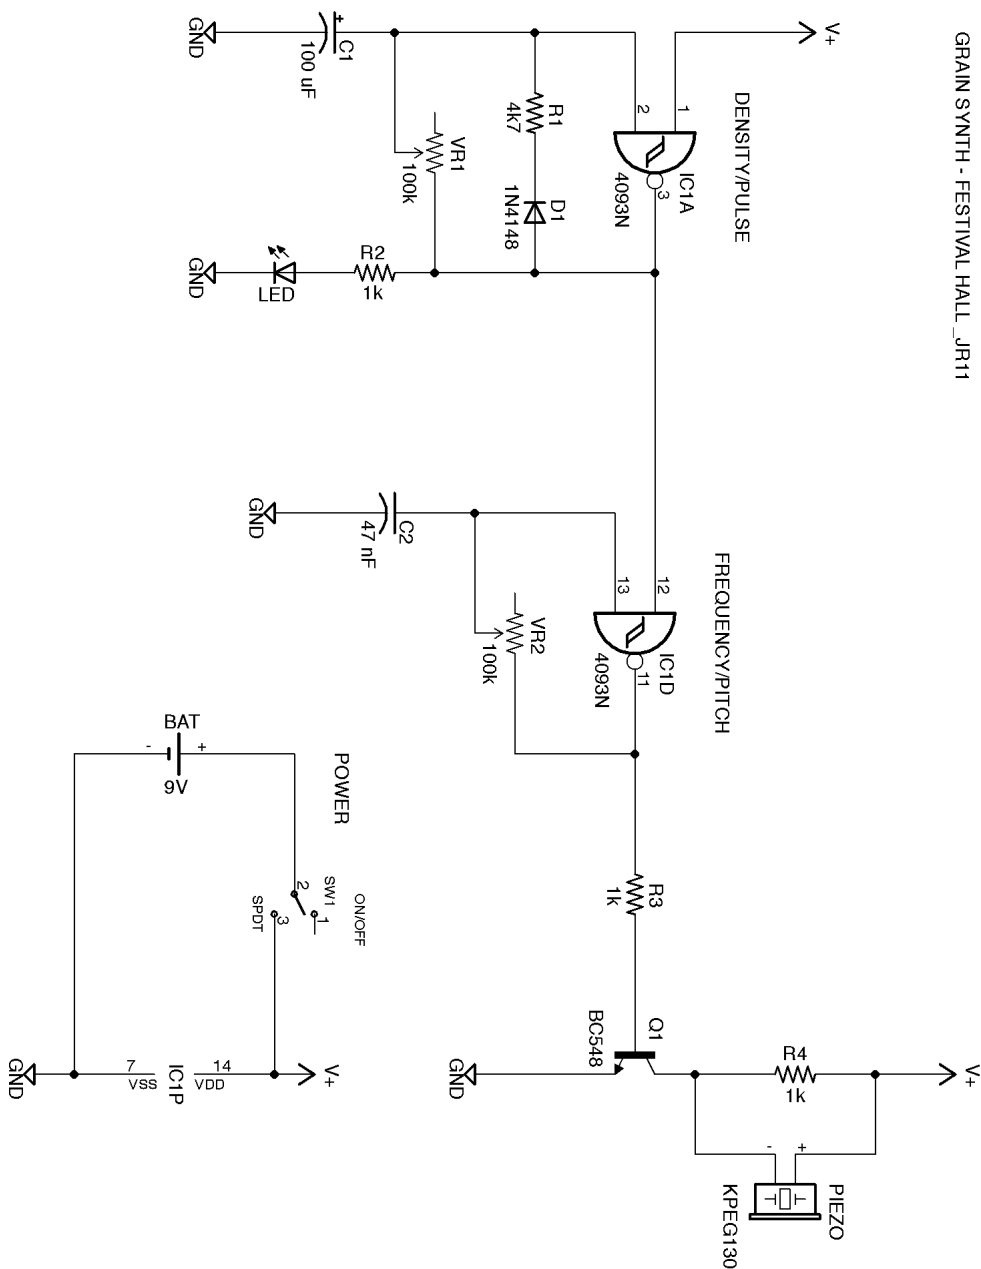 GRAIN SYNTH - FESTIVAL HALL _JR11
V+
DENSITY/PULSE
1
2
IC1A
3
4093N
R1
4k7
D1
1N4148
VR1
100k
+
C1
100 uF
GND
R2
1k
LED
GND
FREQUENCY/PITCH
12
13
IC1D
11
4093N
VR2
100k
C2
47 nF
GND
R3
1k
Q1
BC548
GND
V+
R4
1k
+
-
PIEZO
KPEG130
POWER
BAT
-
+
9V
ON/OFF
SW1
2
1
3
SPDT
V+
14
VDD
IC1P
7
VSS
GND